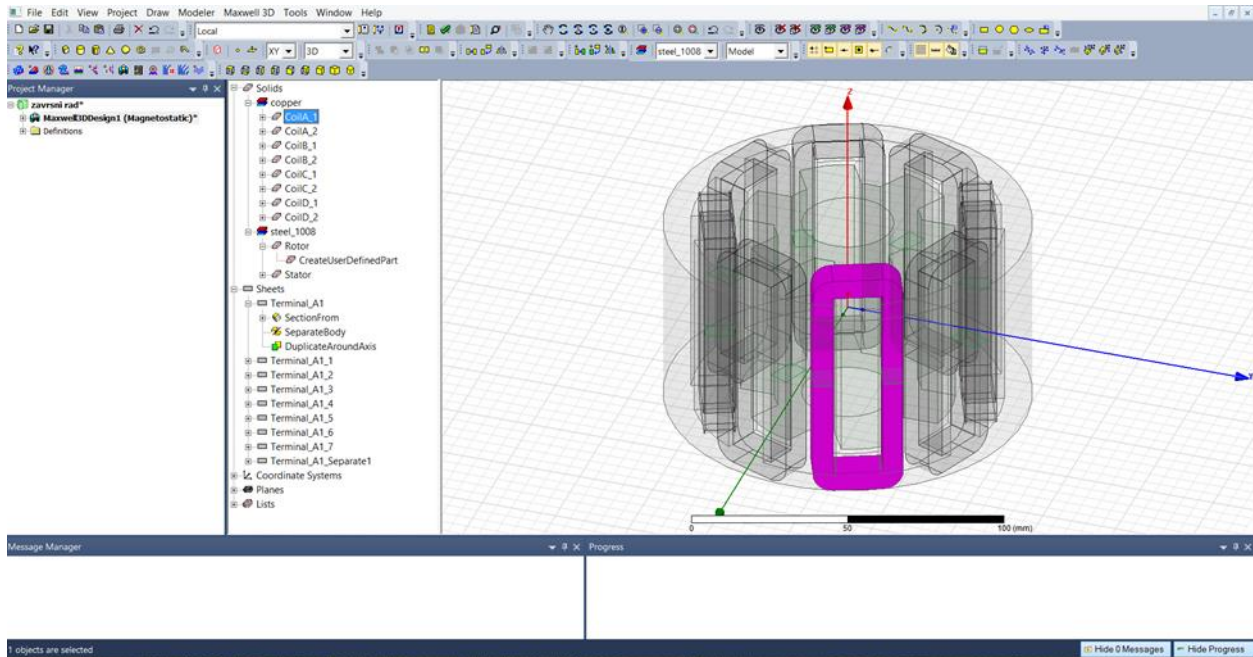 File Edit View Project Draw Modeler Maxwell 3D Tools Window Help
Local
XY
3D
steel_1008
Model
Project Manager
zavrsni rad*
Maxwell3DDesign1 (Magnetostatic)*
Definitions
Solids
copper
CoilA_1
CoilA_2
CoilB_1
CoilB_2
CoilC_1
CoilC_2
CoilD_1
CoilD_2
steel_1008
Rotor
CreateUserDefinedPart
Stator
Sheets
Terminal_A1
SectionFrom
SeparateBody
DuplicateAroundAxis
Terminal_A1_1
Terminal_A1_2
Terminal_A1_3
Terminal_A1_4
Terminal_A1_5
Terminal_A1_6
Terminal_A1_7
Terminal_A1_Separate1
Coordinate Systems
Planes
Lists
Z
Y
0 50 100 (mm)
Message Manager
Progress
1 objects are selected
Hide 0 Messages
Hide Progress